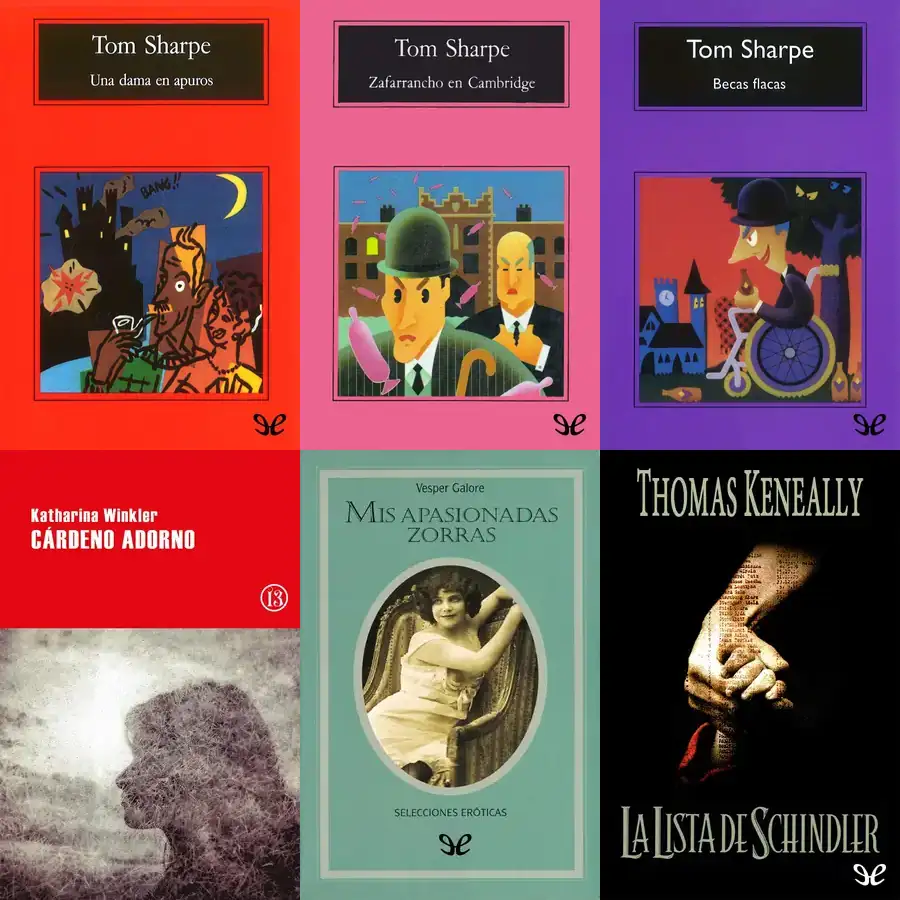 Tom Sharpe
Una dama en apuros
BANG!!
Tom Sharpe
Zafarrancho en Cambridge
Tom Sharpe
Becas flacas
Katharina Winkler
CÁRDENO ADORNO
13
Vesper Galore
MIS APASIONADAS
ZORRAS
SELECCIONES ERÓTICAS
THOMAS KENEALLY
LA LISTA DE SCHINDLER